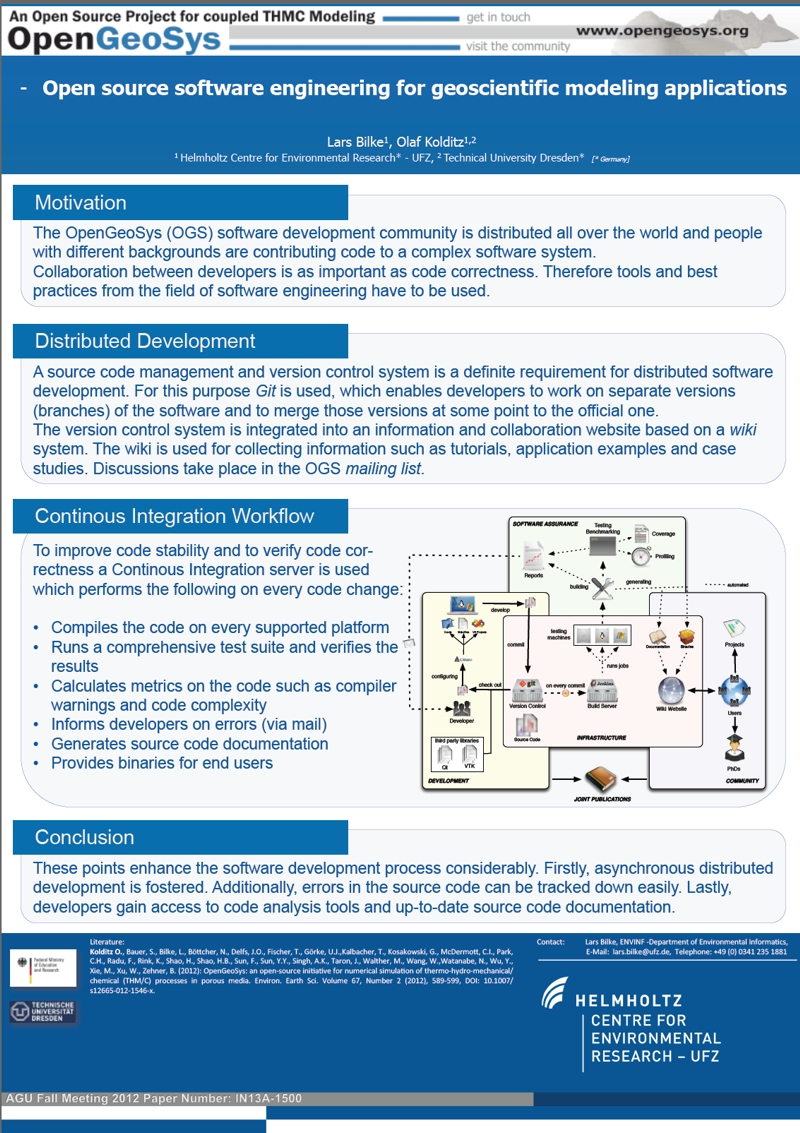 An Open Source Project for coupled THMC Modeling
get in touch
OpenGeoSys
www.opengeosys.org
visit the community
- Open source software engineering for geoscientific modeling applications
Lars Bilke¹, Olaf Kolditz¹,²
¹ Helmholtz Centre for Environmental Research* - UFZ, ² Technical University Dresden* [* Germany]
Motivation
The OpenGeoSys (OGS) software development community is distributed all over the world and people
with different backgrounds are contributing code to a complex software system.
Collaboration between developers is as important as code correctness. Therefore tools and best
practices from the field of software engineering have to be used.
Distributed Development
A source code management and version control system is a definite requirement for distributed software
development. For this purpose Git is used, which enables developers to work on separate versions
(branches) of the software and to merge those versions at some point to the official one.
The version control system is integrated into an information and collaboration website based on a wiki
system. The wiki is used for collecting information such as tutorials, application examples and case
studies. Discussions take place in the OGS mailing list.
Continous Integration Workflow
To improve code stability and to verify code cor-
rectness a Continous Integration server is used
which performs the following on every code change:
• Compiles the code on every supported platform
• Runs a comprehensive test suite and verifies the
results
• Calculates metrics on the code such as compiler
warnings and code complexity
• Informs developers on errors (via mail)
• Generates source code documentation
• Provides binaries for end users
SOFTWARE ASSURANCE
Testing
Benchmarking
Coverage
Profiling
Reports
building
generating
automated
develop
testing
machines
Documentation
Binaries
Projects
commit
runs jobs
configuring
check out
git
on every commit
Jenkins
Version Control
Build Server
Wiki Website
Users
Developer
Source Code
third party libraries
Qt
VTK
INFRASTRUCTURE
PhDs
DEVELOPMENT
COMMUNITY
JOINT PUBLICATIONS
Conclusion
These points enhance the software development process considerably. Firstly, asynchronous distributed
development is fostered. Additionally, errors in the source code can be tracked down easily. Lastly,
developers gain access to code analysis tools and up-to-date source code documentation.
Federal Ministry
of Education
and Research
TECHNISCHE
UNIVERSITÄT
DRESDEN
Literature:
Kolditz O., Bauer, S., Bilke, L., Böttcher, N., Delfs, J.O., Fischer, T., Görke, U.J.,Kalbacher, T., Kosakowski, G., McDermott, C.I., Park,
C.H., Radu, F., Rink, K., Shao, H., Shao, H.B., Sun, F., Sun, Y.Y., Singh, A.K., Taron, J., Walther, M., Wang, W.,Watanabe, N., Wu, Y.,
Xie, M., Xu, W., Zehner, B. (2012): OpenGeoSys: an open-source initiative for numerical simulation of thermo-hydro-mechanical/
chemical (THM/C) processes in porous media. Environ. Earth Sci. Volume 67, Number 2 (2012), 589-599, DOI: 10.1007/
s12665-012-1546-x.
Contact: Lars Bilke, ENVINF -Department of Environmental Informatics,
E-Mail: lars.bilke@ufz.de, Telephone: +49 (0) 0341 235 1881
HELMHOLTZ
CENTRE FOR
ENVIRONMENTAL
RESEARCH – UFZ
AGU Fall Meeting 2012 Paper Number: IN13A-1500